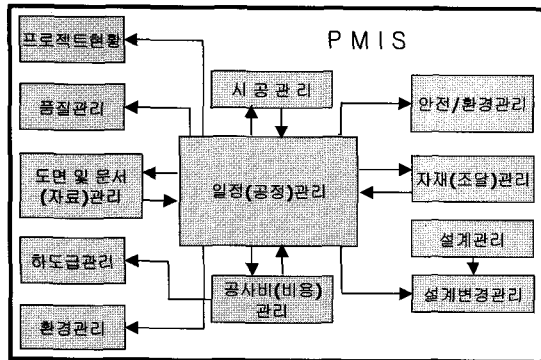 PMIS
프로젝트현황
시공관리
품질관리
안전/환경관리
도면 및 문서
(자료)관리
일정(공정)관리
자재(조달)관리
하도급관리
설계관리
공사비(비용)
관리
환경관리
설계변경관리